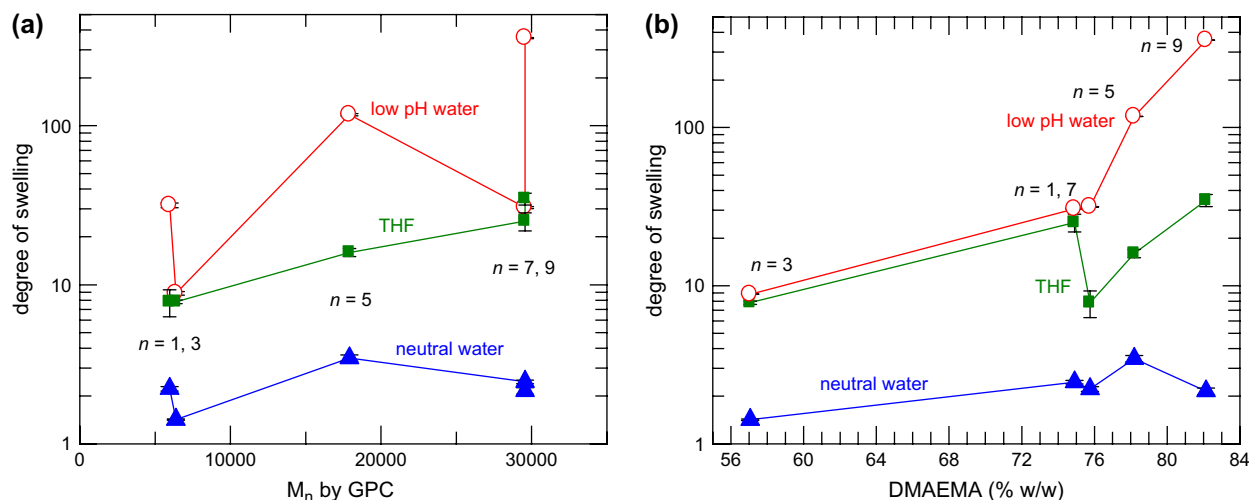 (a)
degree of swelling
100
10
1
low pH water
THF
n = 7, 9
n = 5
n = 1, 3
neutral water
0
5000
10000
20000
30000
Mn by GPC
(b)
degree of swelling
100
10
1
n = 9
n = 5
low pH water
n = 1, 7
n = 3
THF
neutral water
56 60 64 68 72 76 80 84
DMAEMA (% w/w)